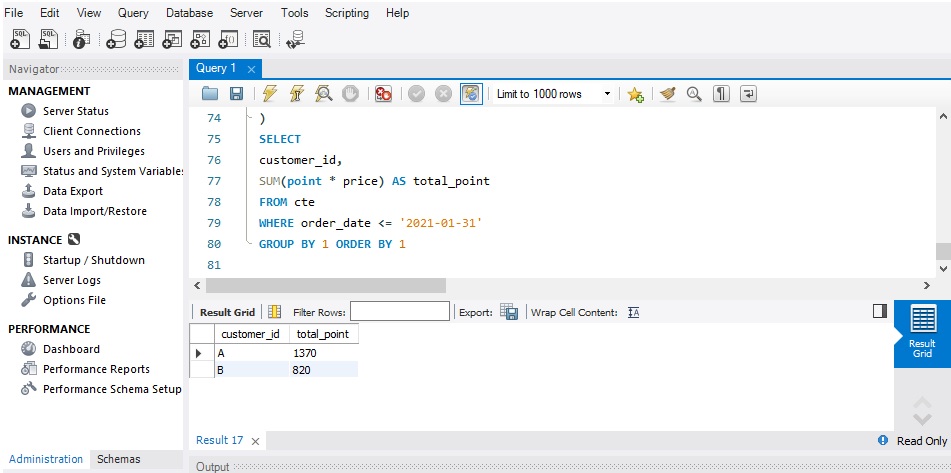 File Edit View Query Database Server Tools Scripting Help
Navigator
MANAGEMENT
Server Status
Client Connections
Users and Privileges
Status and System Variables
Data Export
Data Import/Restore
INSTANCE
Startup / Shutdown
Server Logs
Options File
PERFORMANCE
Dashboard
Performance Reports
Performance Schema Setup
Administration Schemas
Query 1
Limit to 1000 rows
74 )
75 SELECT
76 customer_id,
77 SUM(point * price) AS total_point
78 FROM cte
79 WHERE order_date <= '2021-01-31'
80 GROUP BY 1 ORDER BY 1
81
Result Grid Filter Rows: Export: Wrap Cell Content:
customer_id total_point
A 1370
B 820
Result
Grid
Result 17
Read Only
Output